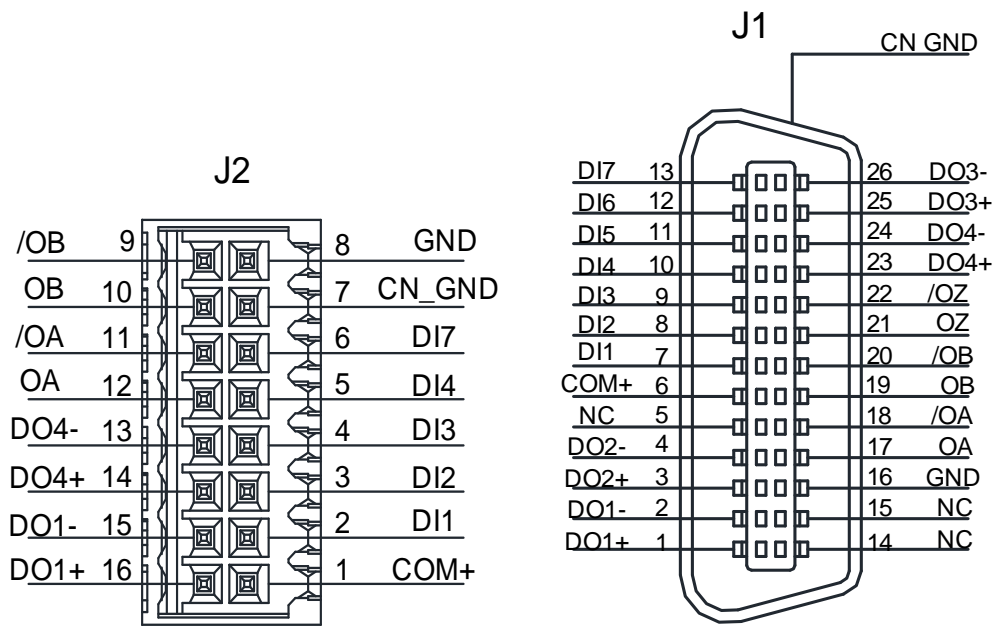 J1
CN GND
J2
/OB 9 8 GND
OB 10 7 CN_GND
/OA 11 6 DI7
OA 12 5 DI4
DO4- 13 4 DI3
DO4+ 14 3 DI2
DO1- 15 2 DI1
DO1+ 16 1 COM+
DI7 13 26 DO3-
DI6 12 25 DO3+
DI5 11 24 DO4-
DI4 10 23 DO4+
DI3 9 22 /OZ
DI2 8 21 OZ
DI1 7 20 /OB
COM+ 6 19 OB
NC 5 18 /OA
DO2- 4 17 OA
DO2+ 3 16 GND
DO1- 2 15 NC
DO1+ 1 14 NC